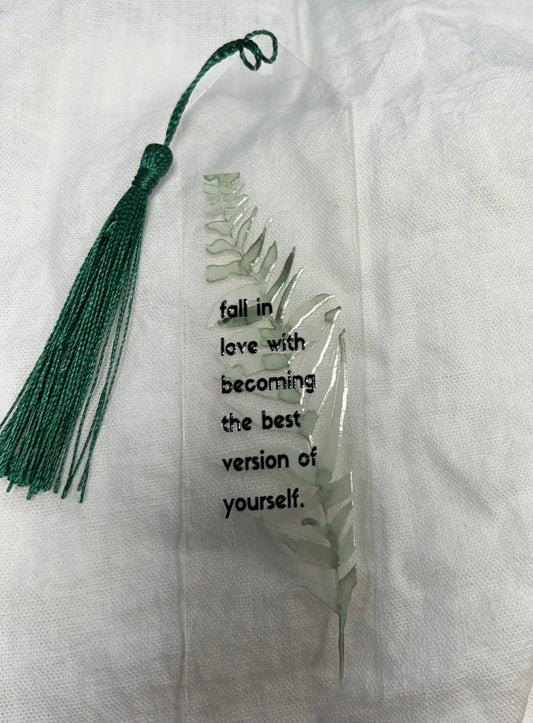 fall in
love with
becoming
the best
version of
yourself.